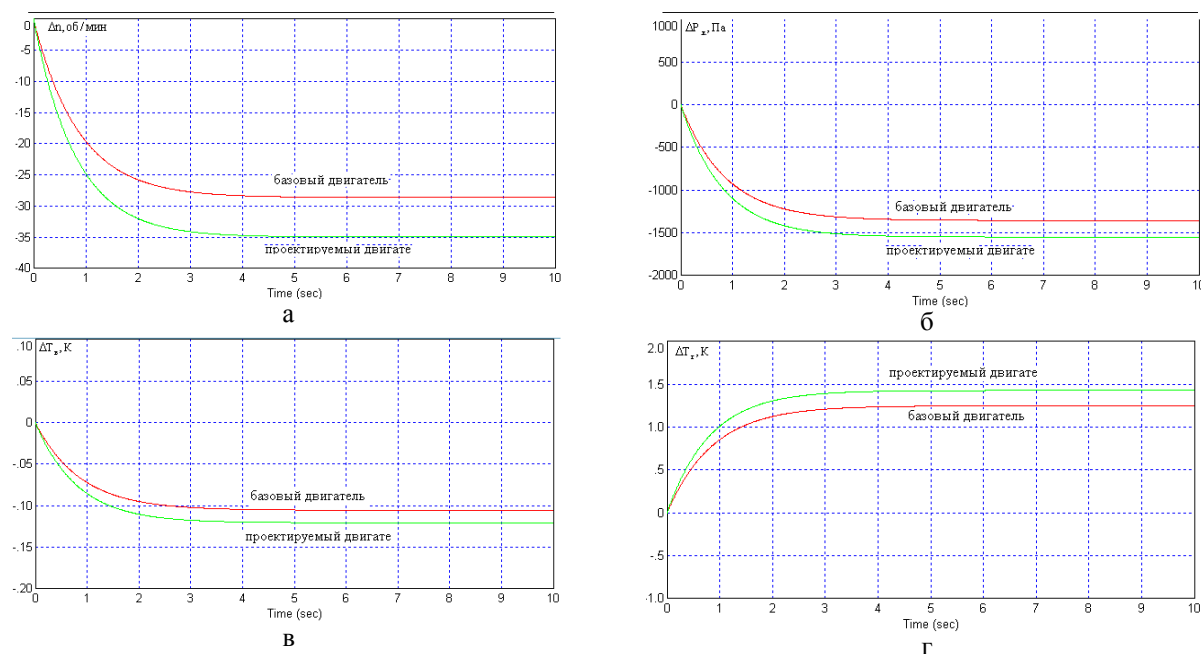 Δn, об/мин
0
-5
-10
-15
-20
-25
-30
-35
-40
базовый двигатель
проектируемый двигате
0 1 2 3 4 5 6 7 8 9 10
Time (sec)
а
ΔPк, Па
1000
500
0
-500
-1000
-1500
-2000
базовый двигатель
проектируемый двигате
0 1 2 3 4 5 6 7 8 9 10
Time (sec)
б
ΔTв, К
.10
.05
0
-.05
-.10
-.15
-.20
базовый двигатель
проектируемый двигате
0 1 2 3 4 5 6 7 8 9 10
Time (sec)
в
ΔTг, К
2.0
1.5
1.0
.5
0
-.5
-1.0
проектируемый двигате
базовый двигатель
0 1 2 3 4 5 6 7 8 9 10
Time (sec)
г